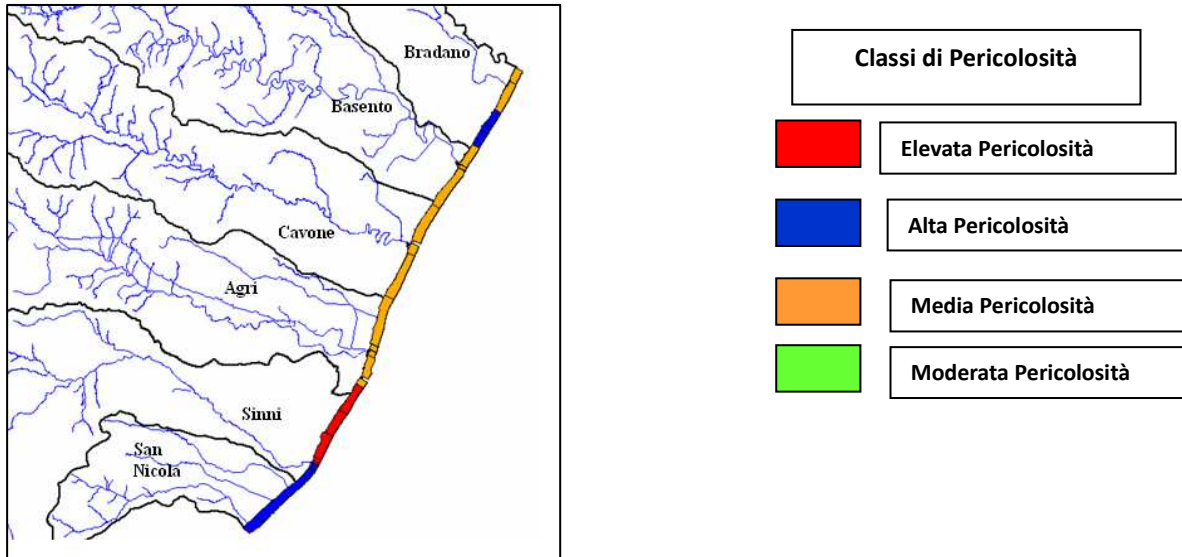 Bradano
Basento
Cavone
Agri
Sinni
San
Nicola
Classi di Pericolosità
Elevata Pericolosità
Alta Pericolosità
Media Pericolosità
Moderata Pericolosità